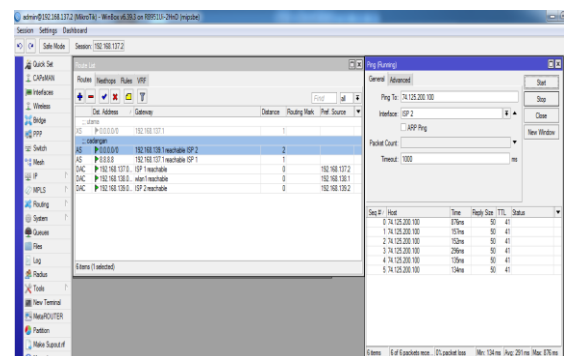 admin@192.168.137.2 (MikroTik) - WinBox v6.39.3 on RB951Ui-2HnD (mipsbe)
Session Settings Dashboard
Safe Mode Session: 192.168.137.2
Quick Set
CAPsMAN
Interfaces
Wireless
Bridge
PPP
Switch
Mesh
IP
MPLS
Routing
System
Queues
Files
Log
Radius
Tools
New Terminal
MetaROUTER
Partition
Make Supout.rif
Route List
Routes Nexthops Rules VRF
Find all
Dst. Address Gateway Distance Routing Mark Pref. Source
::: utama
XS 0.0.0.0/0 192.168.137.1 1
::: cadangan
AS 0.0.0.0/0 192.168.139.1 reachable ISP 2 2
AS 8.8.8.8 192.168.137.1 reachable ISP 1 1
DAC 192.168.137.0.. ISP 1 reachable 0 192.168.137.2
DAC 192.168.138.0.. wlan1 reachable 0 192.168.138.1
DAC 192.168.139.0.. ISP 2 reachable 0 192.168.139.2
6 items (1 selected)
Ping (Running)
General Advanced
Ping To: 74.125.200.100
Interface: ISP 2
ARP Ping
Packet Count:
Timeout: 1000 ms
Start
Stop
Close
New Window
Seq # Host Time Reply Size TTL Status
0 74.125.200.100 876ms 50 41
1 74.125.200.100 157ms 50 41
2 74.125.200.100 152ms 50 41
3 74.125.200.100 296ms 50 41
4 74.125.200.100 135ms 50 41
5 74.125.200.100 134ms 50 41
6 items 6 of 6 packets rece... 0% packet loss Min: 134 ms Avg: 291 ms Max: 876 ms